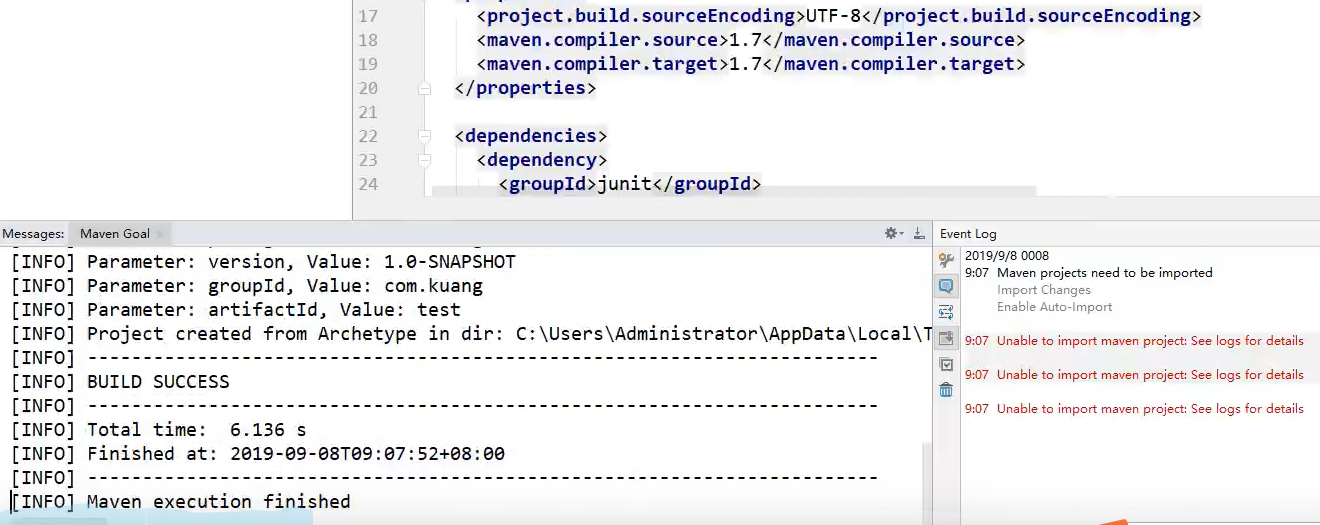 17 <project.build.sourceEncoding>UTF-8</project.build.sourceEncoding>
18 <maven.compiler.source>1.7</maven.compiler.source>
19 <maven.compiler.target>1.7</maven.compiler.target>
20 </properties>
21
22 <dependencies>
23 <dependency>
24 <groupId>junit</groupId>
Messages: Maven Goal
[INFO] Parameter: version, Value: 1.0-SNAPSHOT
[INFO] Parameter: groupId, Value: com.kuang
[INFO] Parameter: artifactId, Value: test
[INFO] Project created from Archetype in dir: C:\Users\Administrator\AppData\Local\T
[INFO] ------------------------------------------------------------------------
[INFO] BUILD SUCCESS
[INFO] ------------------------------------------------------------------------
[INFO] Total time:  6.136 s
[INFO] Finished at: 2019-09-08T09:07:52+08:00
[INFO] ------------------------------------------------------------------------
[INFO] Maven execution finished
Event Log
2019/9/8 0008
9:07 Maven projects need to be imported
Import Changes
Enable Auto-Import
9:07 Unable to import maven project: See logs for details
9:07 Unable to import maven project: See logs for details
9:07 Unable to import maven project: See logs for details